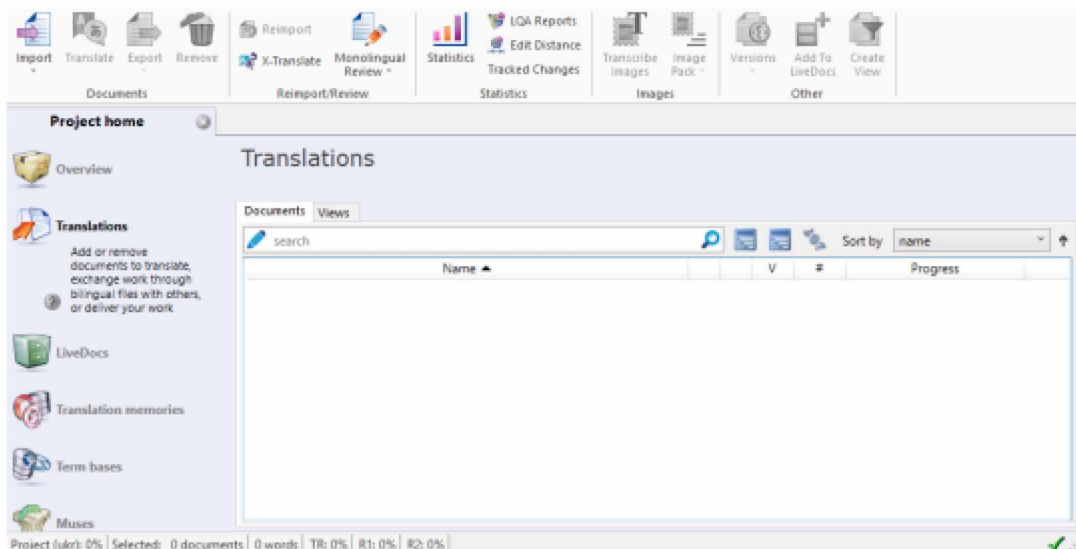 Import Translate Export Remove
Documents
Reimport
X-Translate
Monolingual
Review
Reimport/Review
Statistics
LQA Reports
Edit Distance
Tracked Changes
Statistics
Transcribe
Images
Image
Pack
Images
Versions
Add To
LiveDocs
Create
View
Other
Project home
Overview
Translations
Add or remove
documents to translate,
exchange work through
bilingual files with others,
or deliver your work
LiveDocs
Translation memories
Term bases
Muses
Translations
Documents Views
search
Sort by name
Name V # Progress
Project (ukr): 0% Selected: 0 documents 0 words TR: 0% R1: 0% R2: 0%